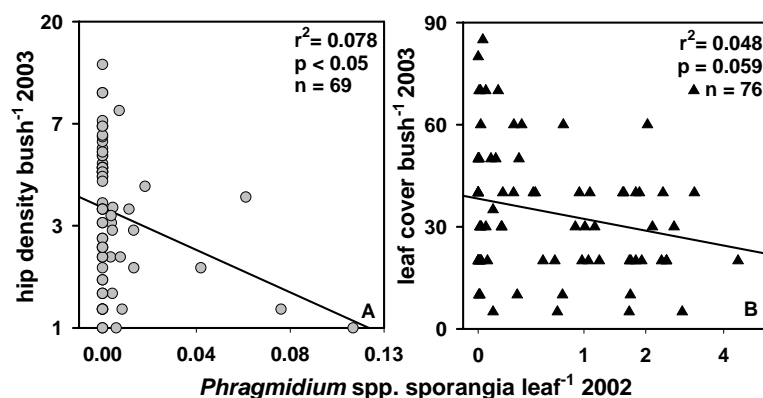 20
7
3
1
hip density bush⁻¹ 2003
r²= 0.078
p < 0.05
n = 69
A
0.00 0.04 0.08 0.13
90
60
30
0
leaf cover bush⁻¹ 2003
r²= 0.048
p = 0.059
n = 76
B
0 1 2 4
Phragmidium spp. sporangia leaf⁻¹ 2002